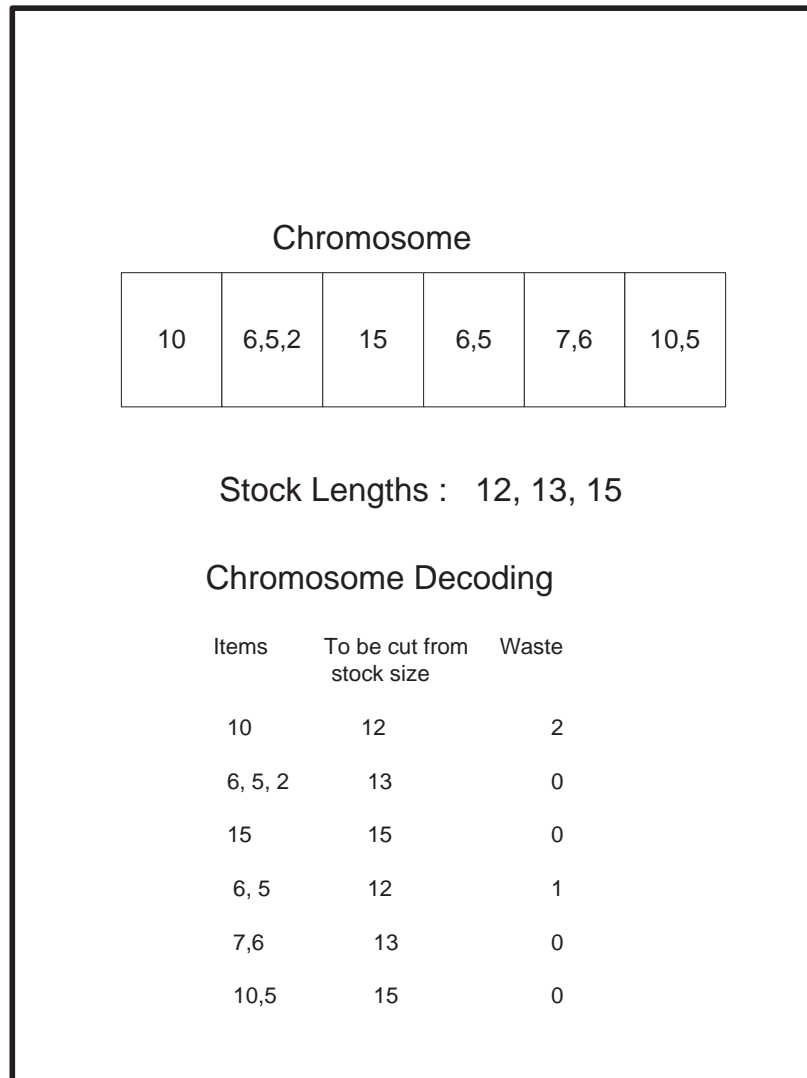 Chromosome
10 6,5,2 15 6,5 7,6 10,5
Stock Lengths : 12, 13, 15
Chromosome Decoding
Items To be cut from Waste
stock size
10 12 2
6, 5, 2 13 0
15 15 0
6, 5 12 1
7,6 13 0
10,5 15 0